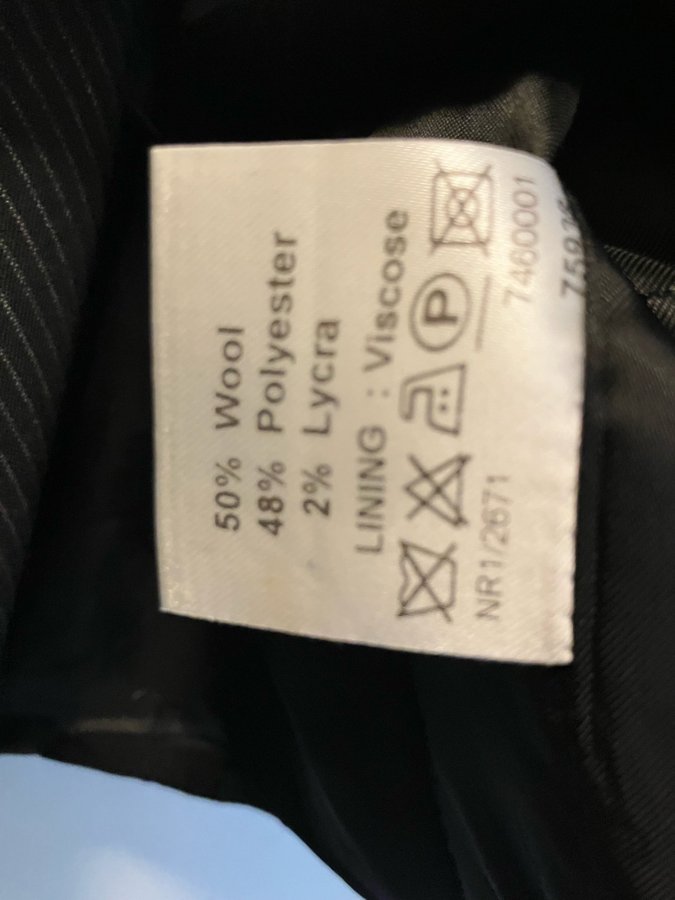 50% Wool
48% Polyester
2% Lycra
LINING : Viscose
P
NR1/2671 7460001